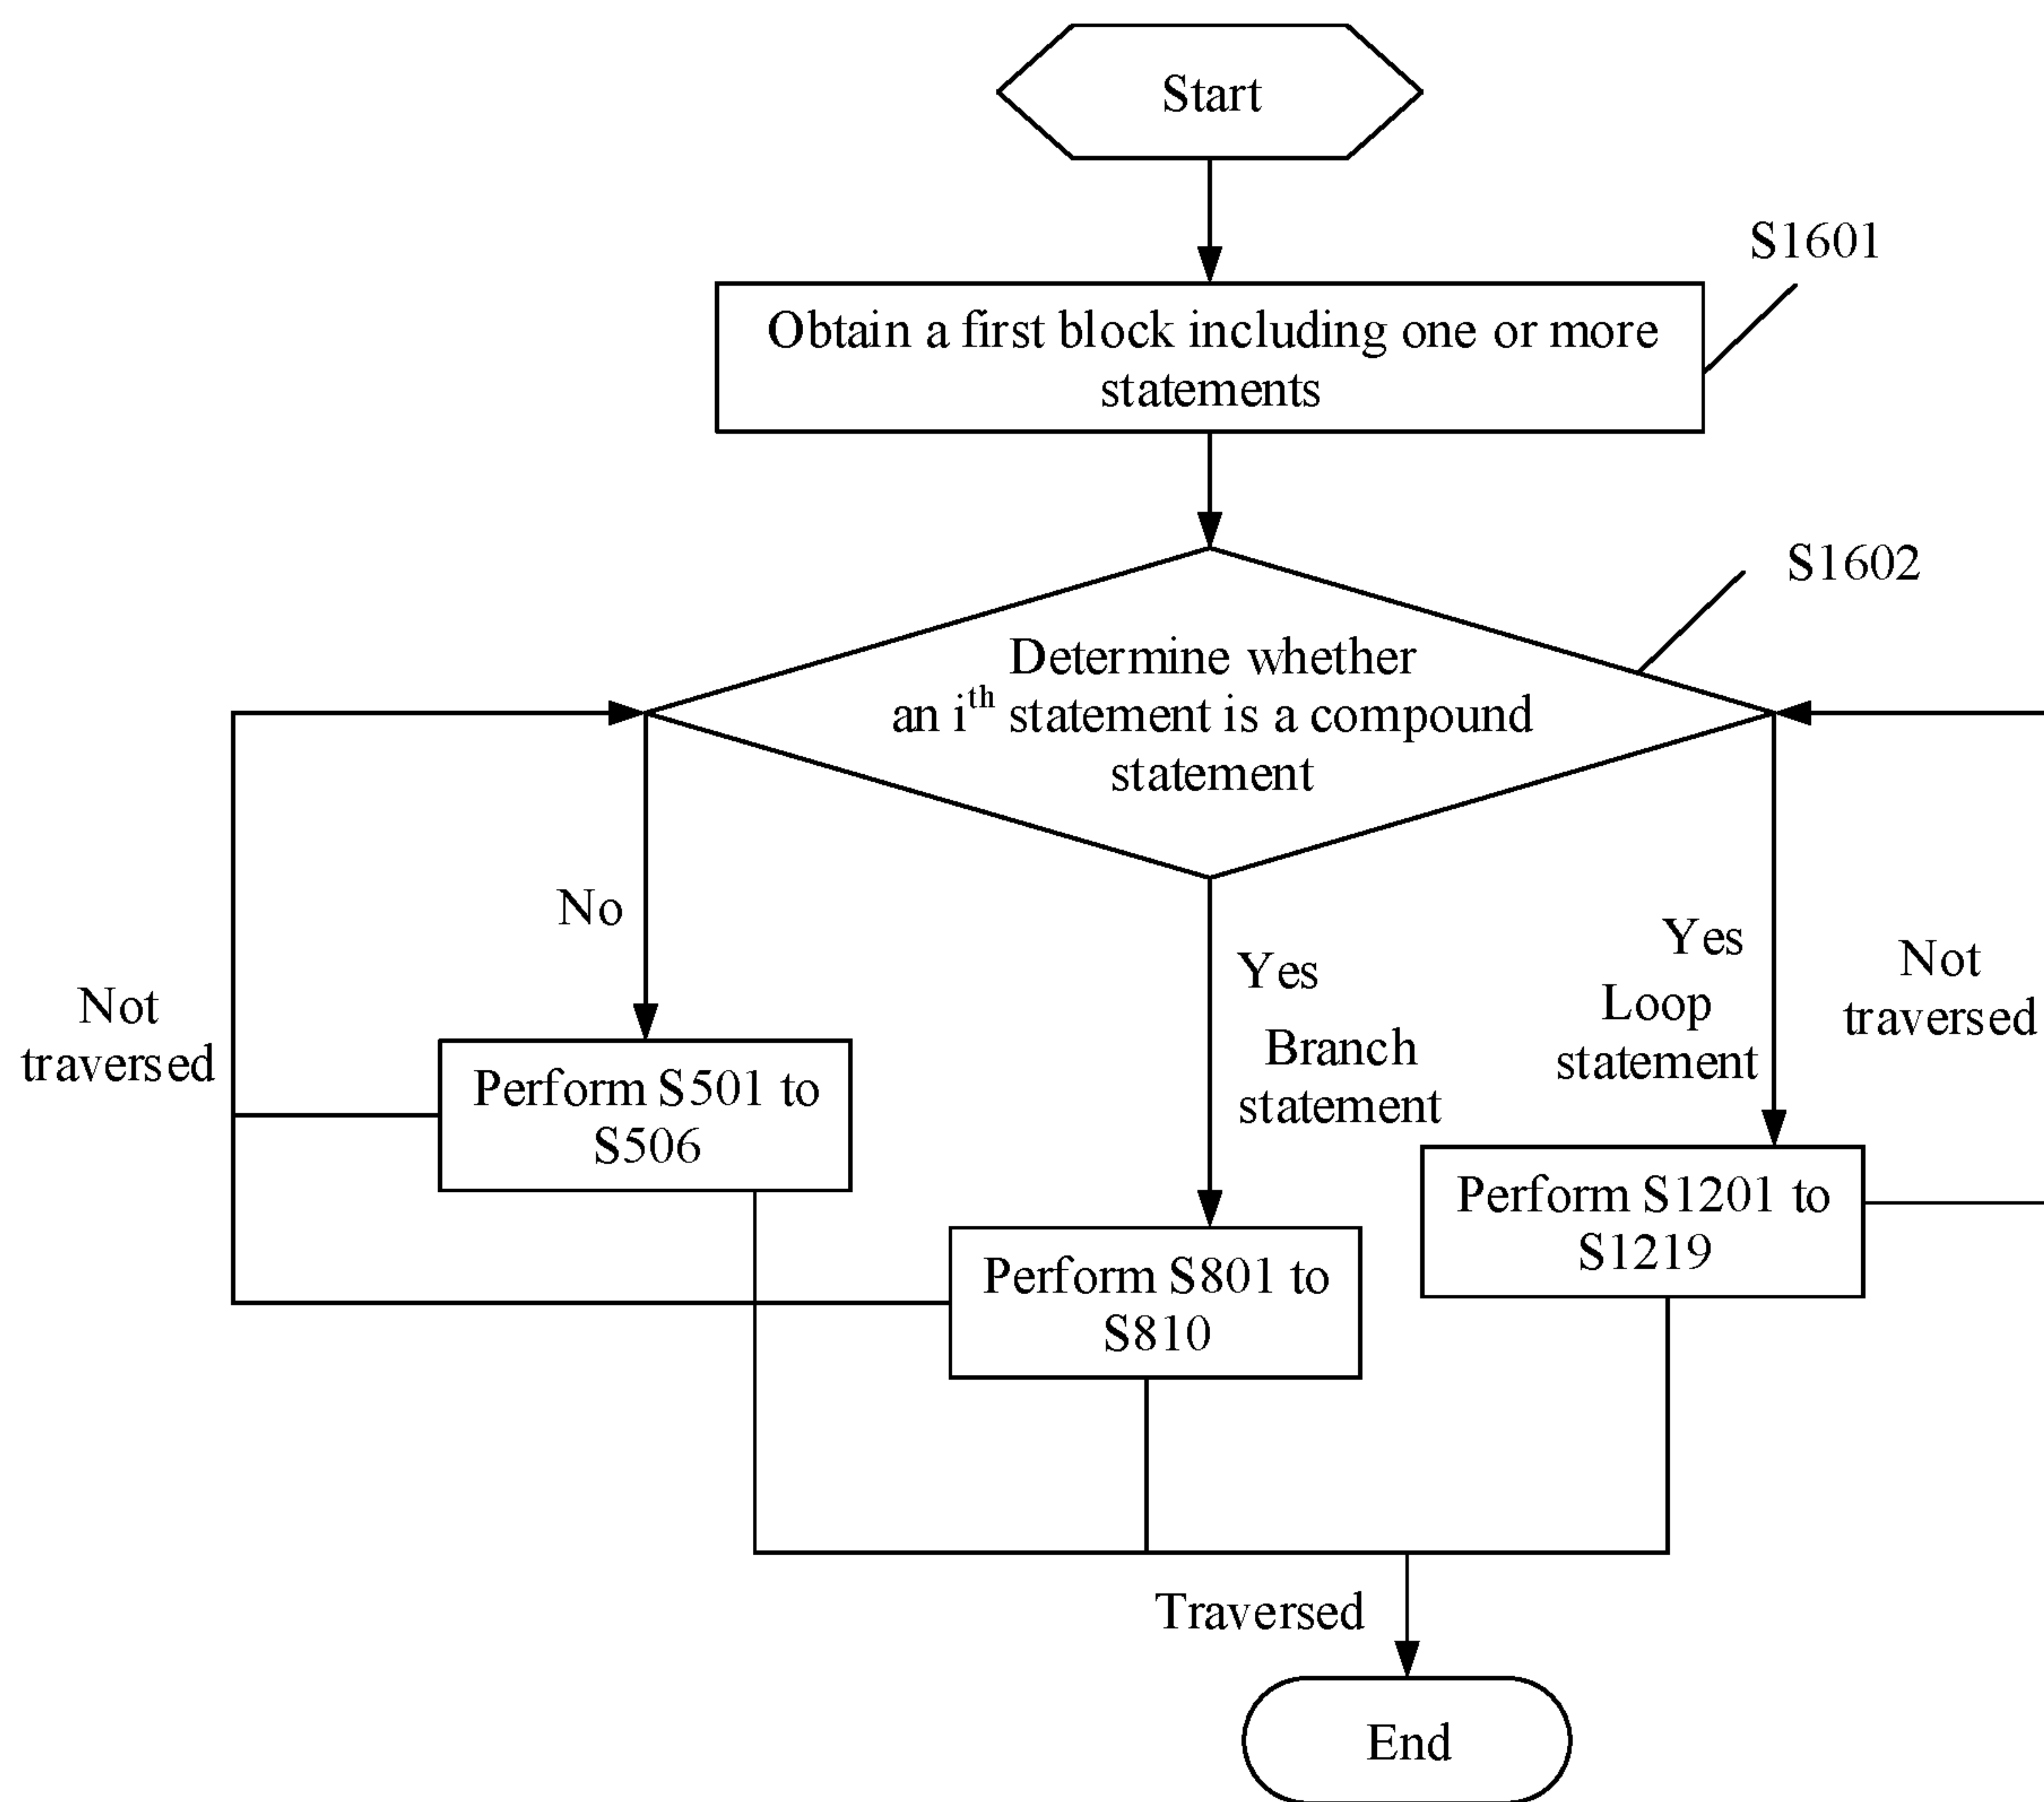 Start
S1601
Obtain a first block including one or more
statements
S1602
Determine whether
an ith statement is a compound
statement
No
Yes
Branch
statement
Yes
Loop
statement
Not
traversed
Not
traversed
Perform S501 to
S506
Perform S801 to
S810
Perform S1201 to
S1219
Traversed
End